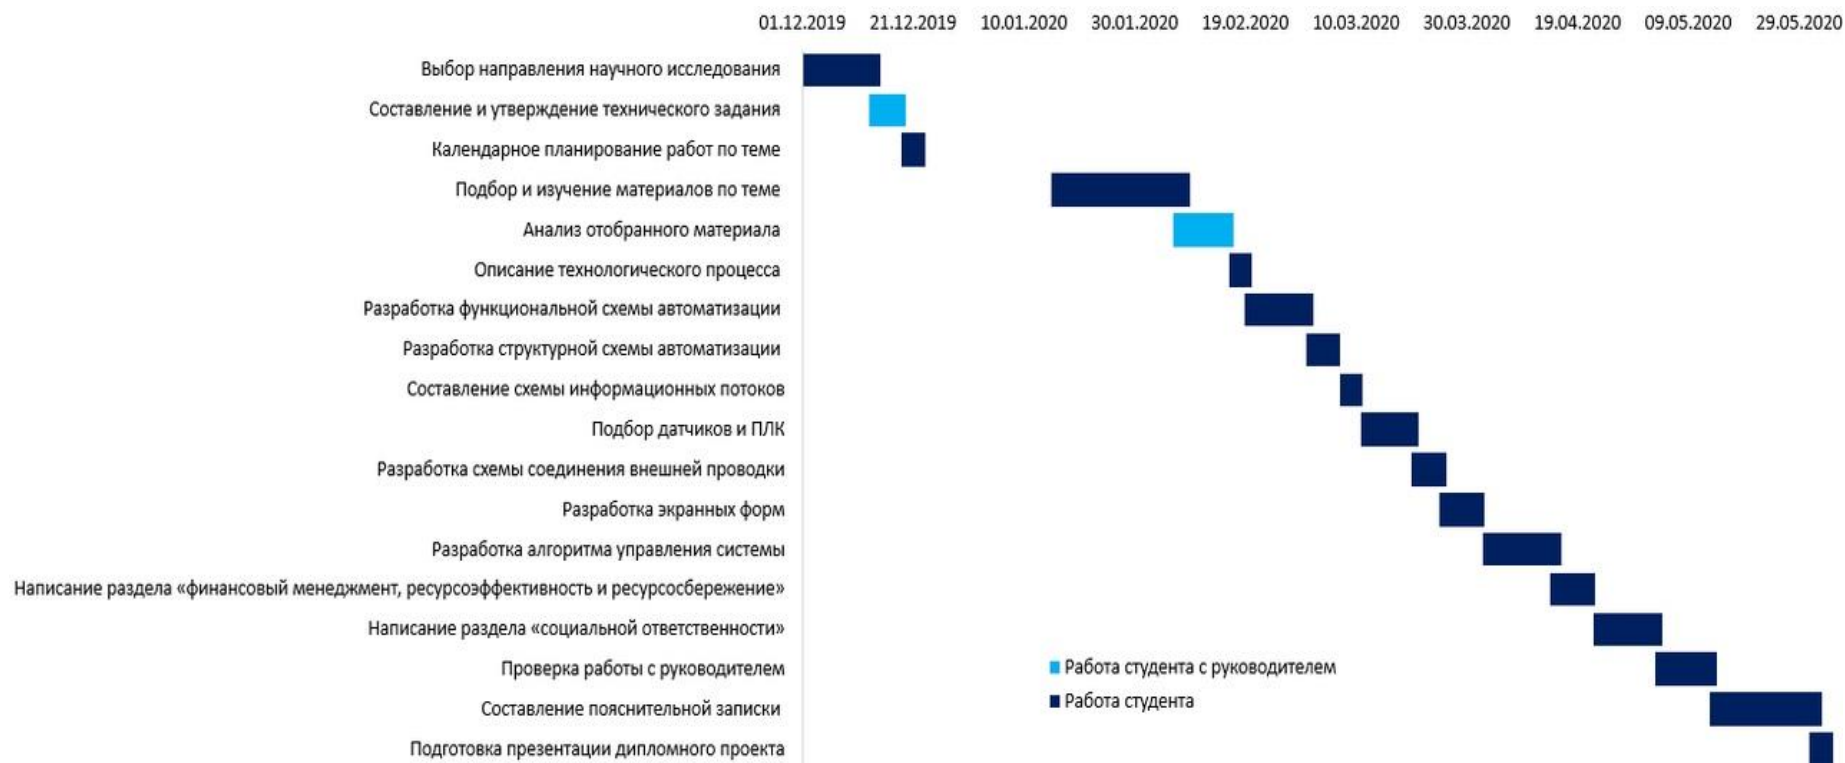 01.12.2019 21.12.2019 10.01.2020 30.01.2020 19.02.2020 10.03.2020 30.03.2020 19.04.2020 09.05.2020 29.05.2020
Выбор направления научного исследования
Составление и утверждение технического задания
Календарное планирование работ по теме
Подбор и изучение материалов по теме
Анализ отобранного материала
Описание технологического процесса
Разработка функциональной схемы автоматизации
Разработка структурной схемы автоматизации
Составление схемы информационных потоков
Подбор датчиков и ПЛК
Разработка схемы соединения внешней проводки
Разработка экранных форм
Разработка алгоритма управления системы
Написание раздела «финансовый менеджмент, ресурсоэффективность и ресурсосбережение»
Написание раздела «социальной ответственности»
Проверка работы с руководителем
Составление пояснительной записки
Подготовка презентации дипломного проекта
Работа студента с руководителем
Работа студента